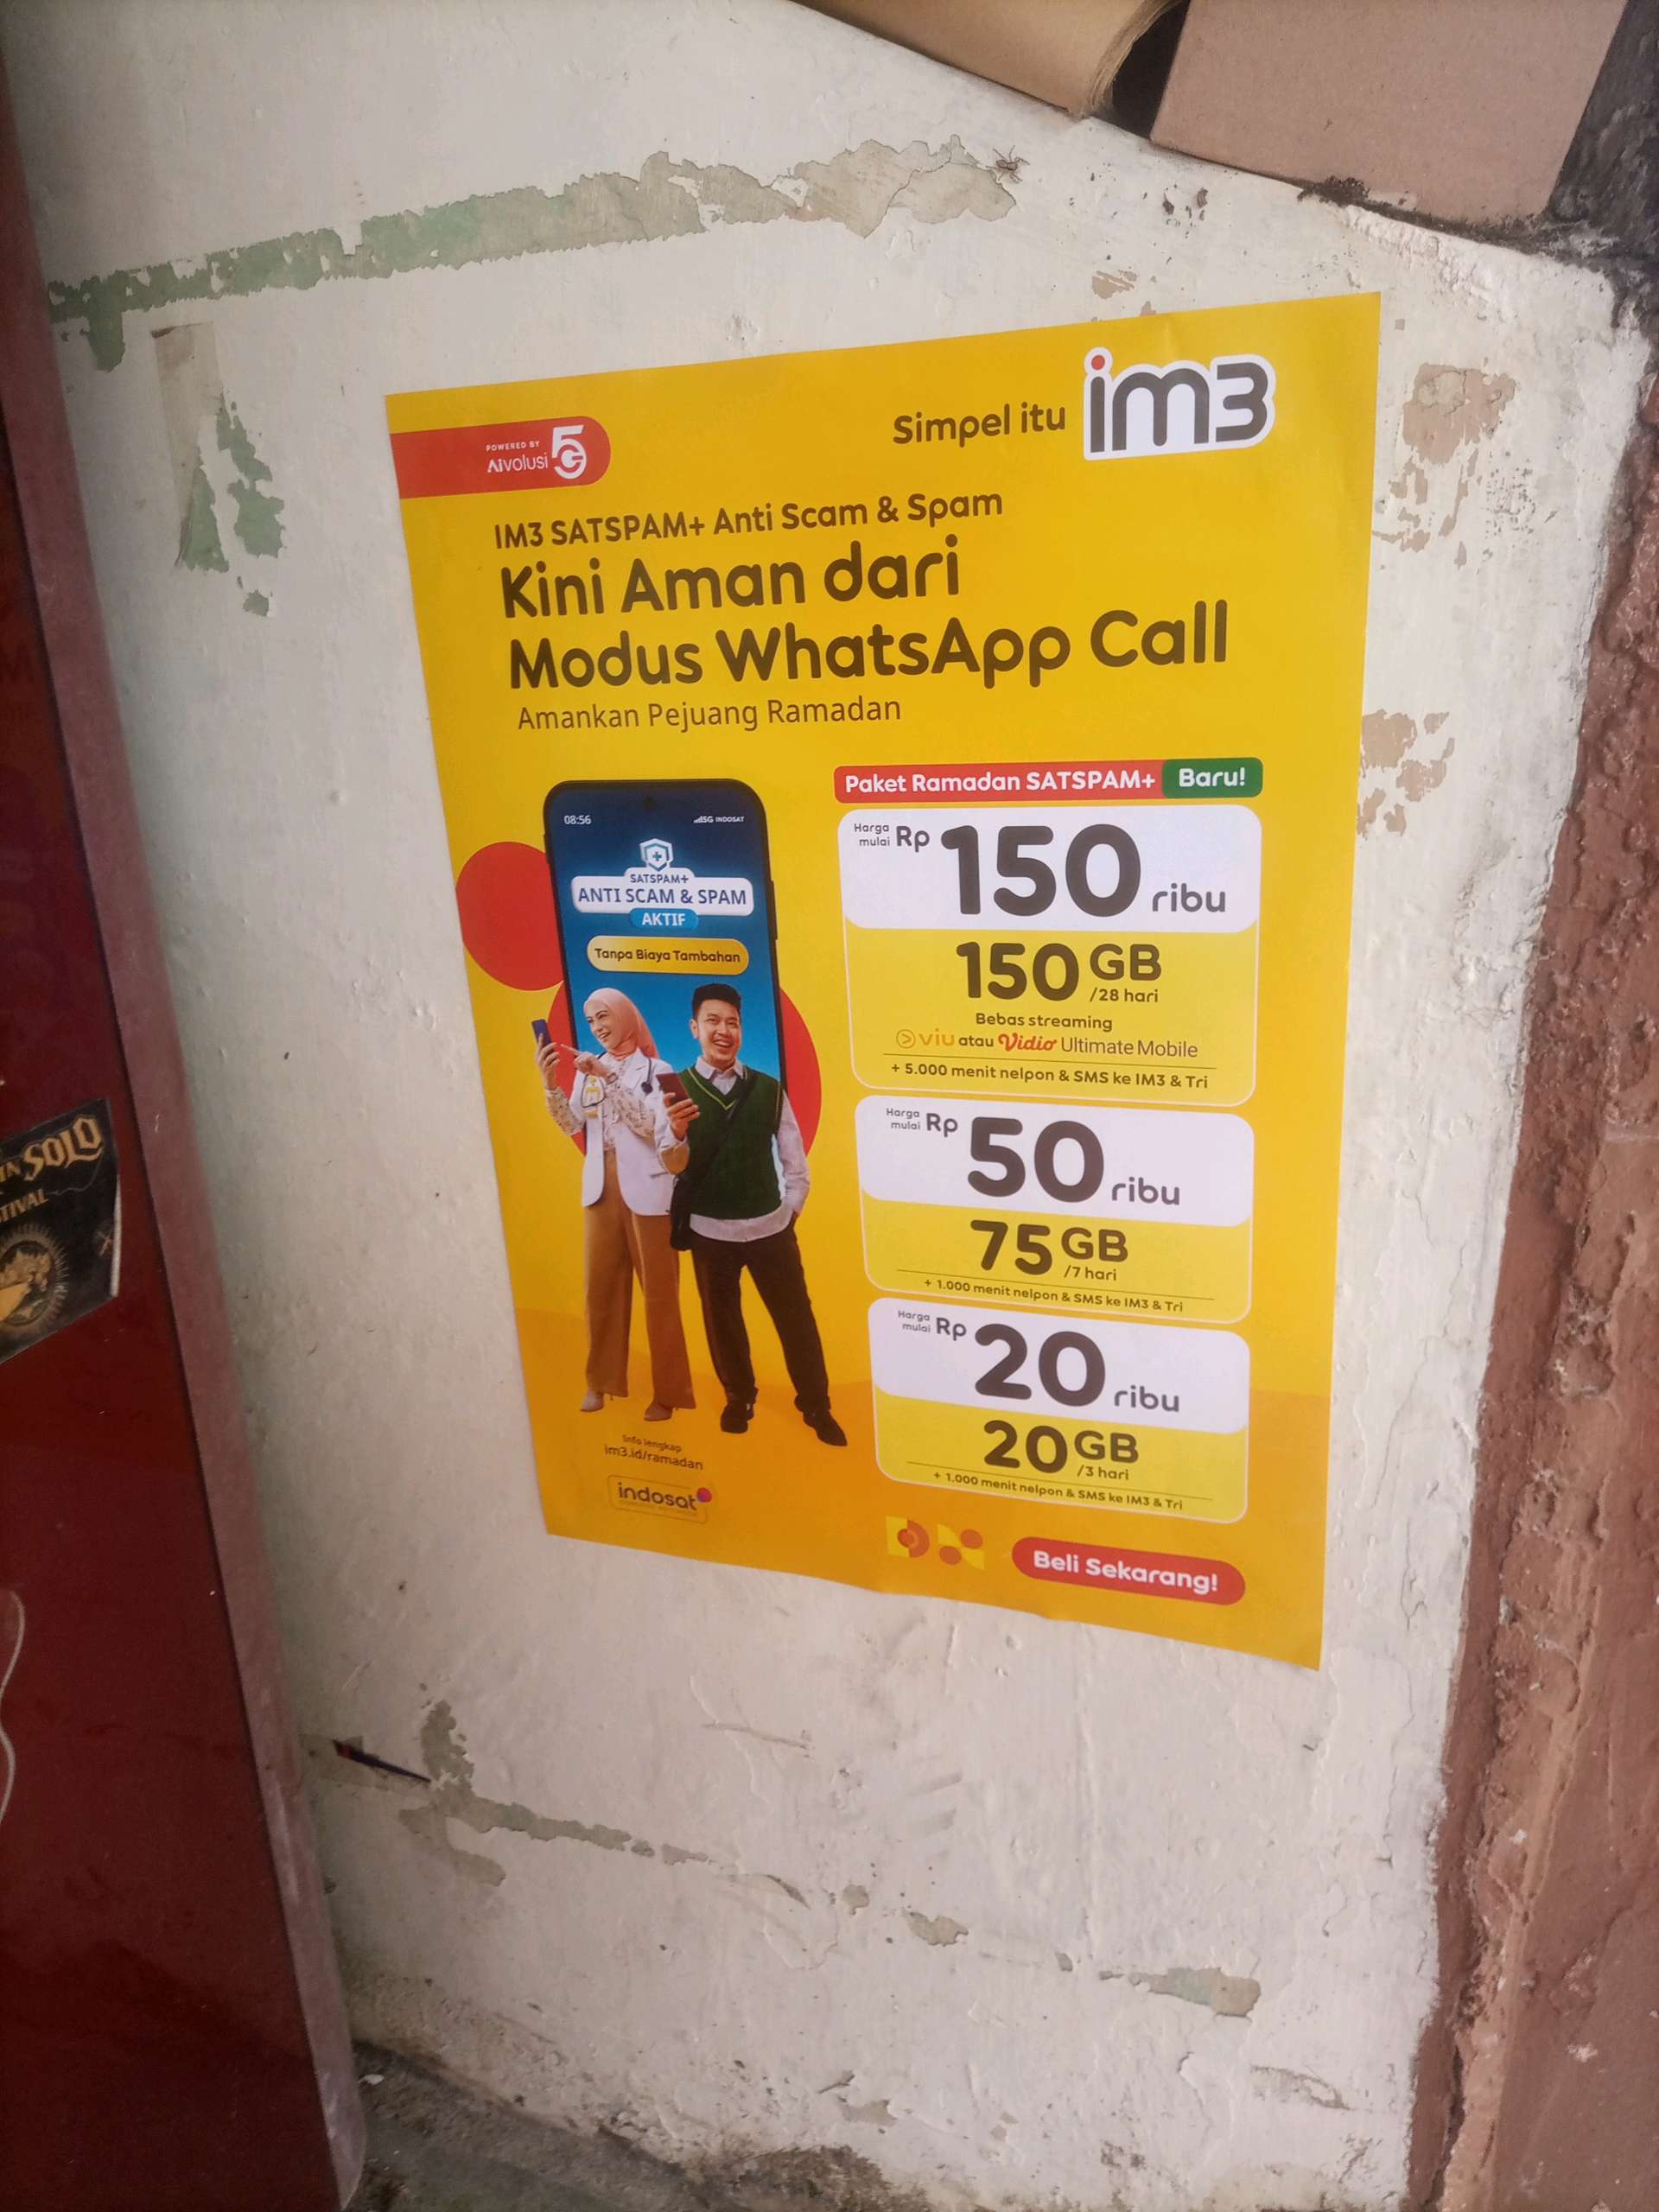 POWERED BY
AIvolusi 5G
Simpel itu im3
IM3 SATSPAM+ Anti Scam & Spam
Kini Aman dari
Modus WhatsApp Call
Amankan Pejuang Ramadan
08:56
5G INDOSAT
SATSPAM+
ANTI SCAM & SPAM
AKTIF
Tanpa Biaya Tambahan
Info lengkap
im3.id/ramadan
indosat
Paket Ramadan SATSPAM+ Baru!
Harga mulai Rp 150 ribu
150 GB
/28 hari
Bebas streaming
viu atau Vidio Ultimate Mobile
+ 5.000 menit nelpon & SMS ke IM3 & Tri
Harga mulai Rp 50 ribu
75 GB
/7 hari
+ 1.000 menit nelpon & SMS ke IM3 & Tri
Harga mulai Rp 20 ribu
20 GB
/3 hari
+ 1.000 menit nelpon & SMS ke IM3 & Tri
Beli Sekarang!
IN SOLO